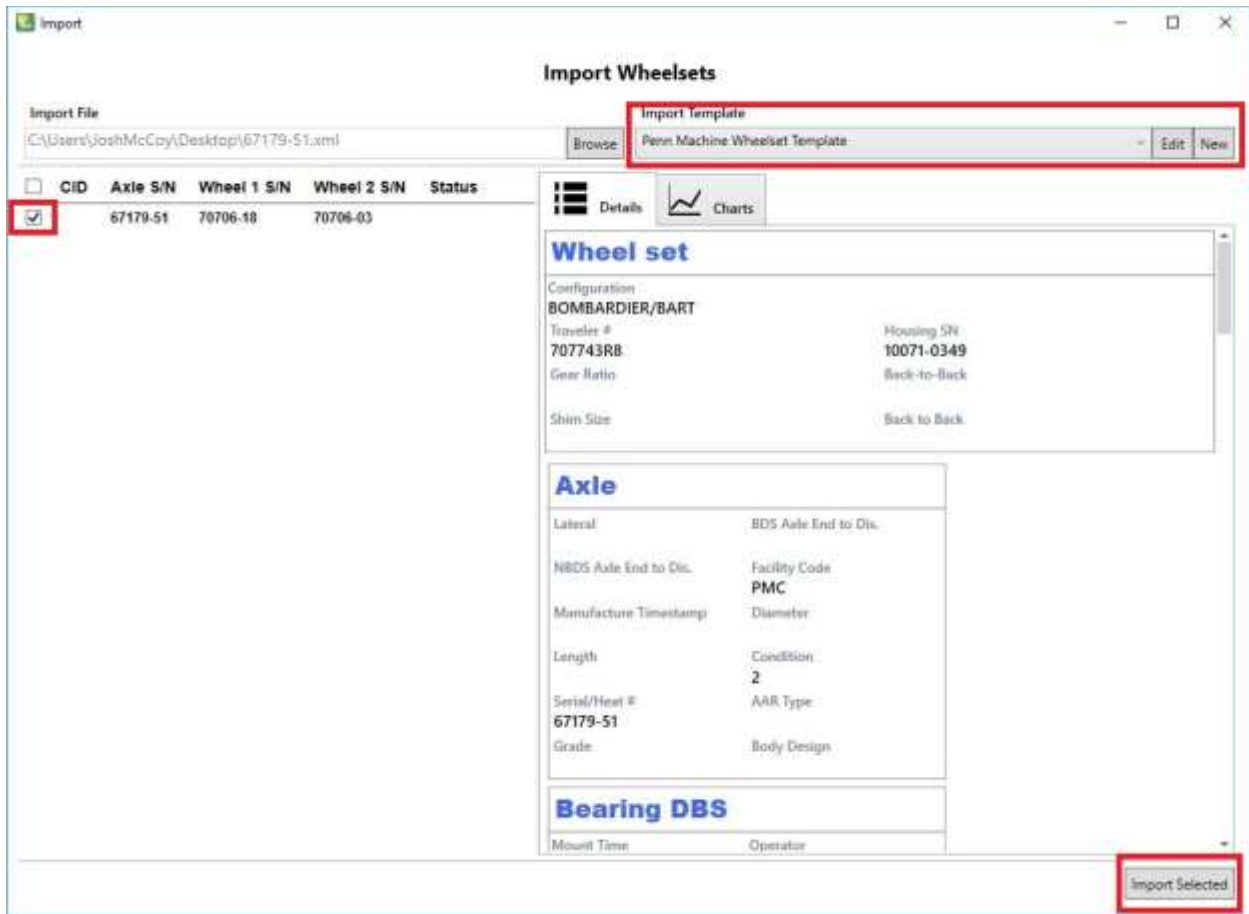 Import
Import Wheelsets
Import File
Import Template
C:\Users\JoshMcCoy\Desktop\67179-51.xml
Browse
Penn Machine Wheelset Template
Edit
New
CID Axle S/N Wheel 1 S/N Wheel 2 S/N Status
67179-51 70706-18 70706-03
Details
Charts
Wheel set
Configuration
BOMBARDIER/BART
Traveler # Housing SN
707743R8 10071-0349
Gear Ratio Back-to-Back
Shim Size Back to Back
Axle
Lateral BDS Axle End to Dis.
NBDS Axle End to Dis. Facility Code
PMC
Manufacture Timestamp Diameter
Length Condition
2
Serial/Heat # AAR Type
67179-51
Grade Body Design
Bearing DBS
Mount Time Operator
Import Selected